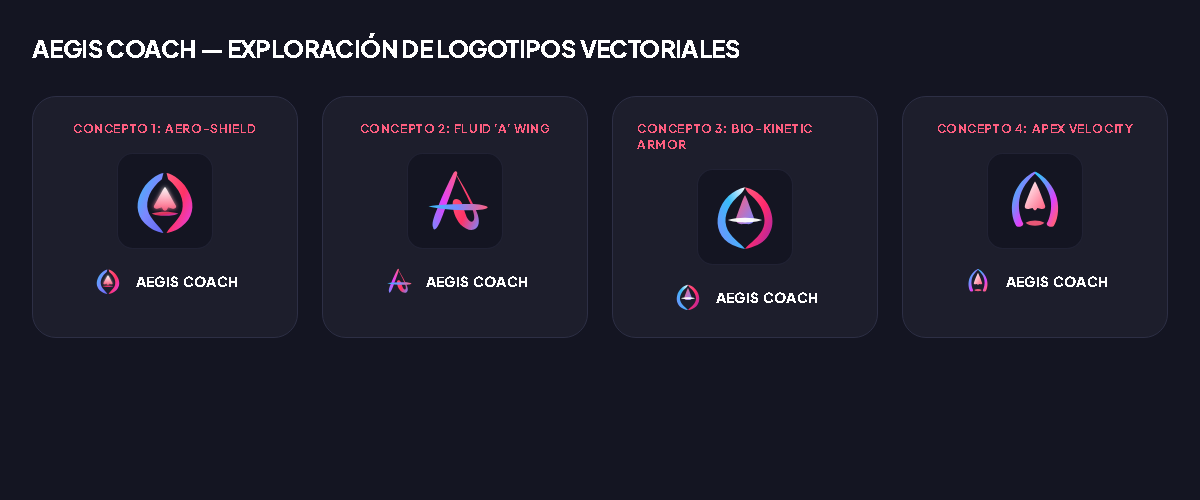 AEGIS COACH — EXPLORACIÓN DE LOGOTIPOS VECTORIALES
CONCEPTO 1: AERO-SHIELD
AEGIS COACH
CONCEPTO 2: FLUID 'A' WING
AEGIS COACH
CONCEPTO 3: BIO-KINETIC
ARMOR
AEGIS COACH
CONCEPTO 4: APEX VELOCITY
AEGIS COACH